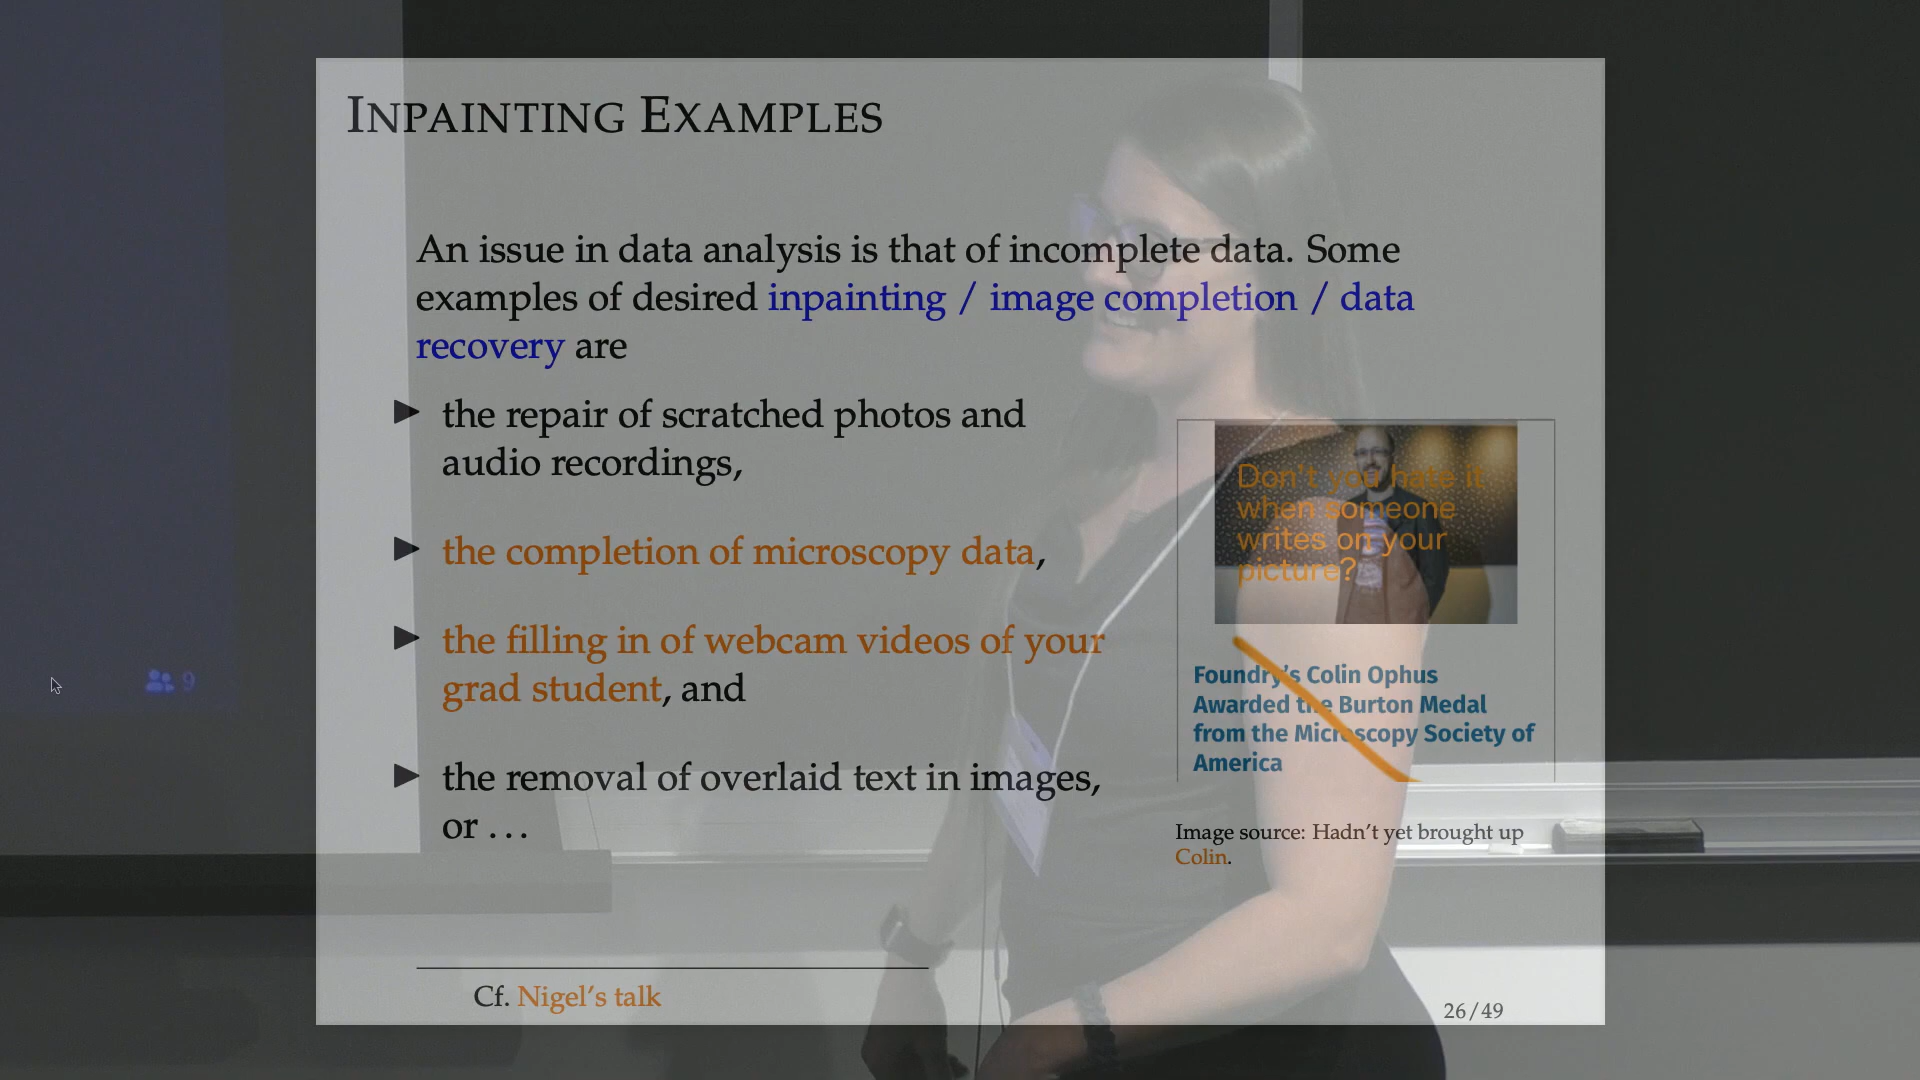 INPAINTING EXAMPLES
An issue in data analysis is that of incomplete data. Some
examples of desired inpainting / image completion / data
recovery are
▶ the repair of scratched photos and
audio recordings,
▶ the completion of microscopy data,
▶ the filling in of webcam videos of your
grad student, and
▶ the removal of overlaid text in images,
or ...
Don't you hate it
when someone
writes on your
picture?
Foundry's Colin Ophus
Awarded the Burton Medal
from the Microscopy Society of
America
Image source: Hadn't yet brought up
Colin.
Cf. Nigel's talk
26/49
9